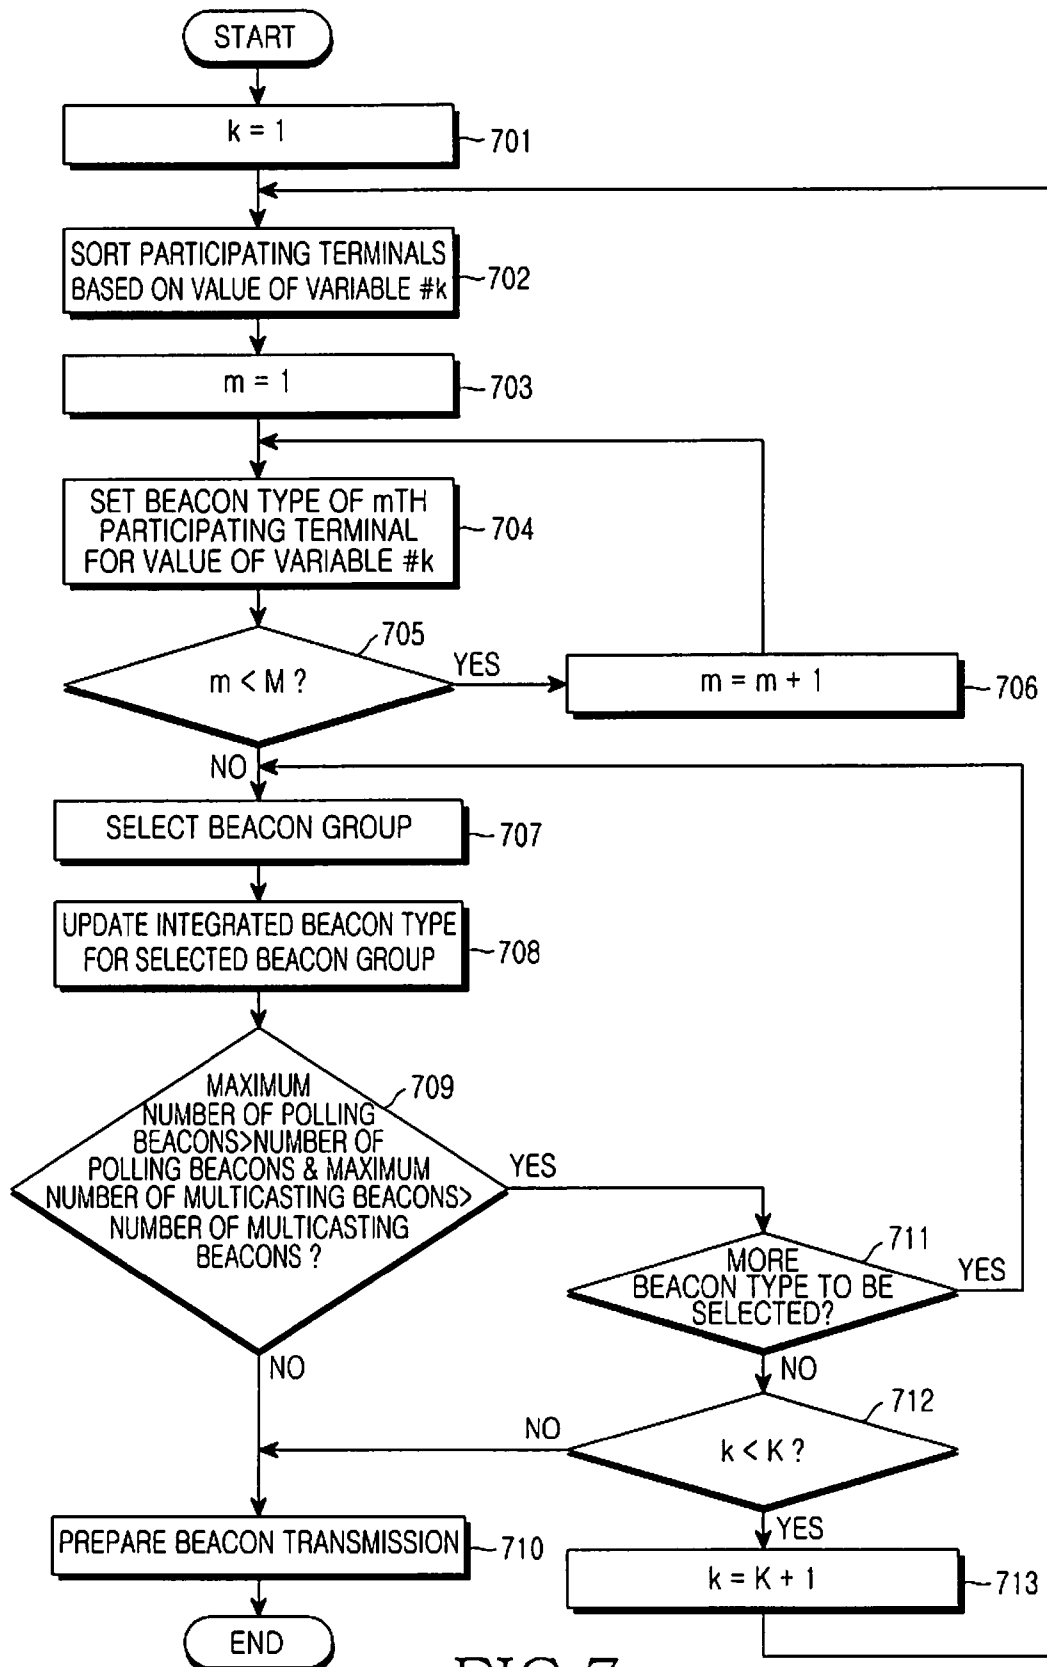 START
k = 1
701
SORT PARTICIPATING TERMINALS
BASED ON VALUE OF VARIABLE #k
702
m = 1
703
SET BEACON TYPE OF mTH
PARTICIPATING TERMINAL
FOR VALUE OF VARIABLE #k
704
705
m < M ?
YES
m = m + 1
706
NO
SELECT BEACON GROUP
707
UPDATE INTEGRATED BEACON TYPE
FOR SELECTED BEACON GROUP
708
709
MAXIMUM
NUMBER OF POLLING
BEACONS>NUMBER OF
POLLING BEACONS & MAXIMUM
NUMBER OF MULTICASTING BEACONS>
NUMBER OF MULTICASTING
BEACONS ?
YES
NO
711
MORE
BEACON TYPE TO BE
SELECTED?
YES
NO
712
k < K ?
NO
YES
PREPARE BEACON TRANSMISSION
710
k = K + 1
713
END
FIG.7